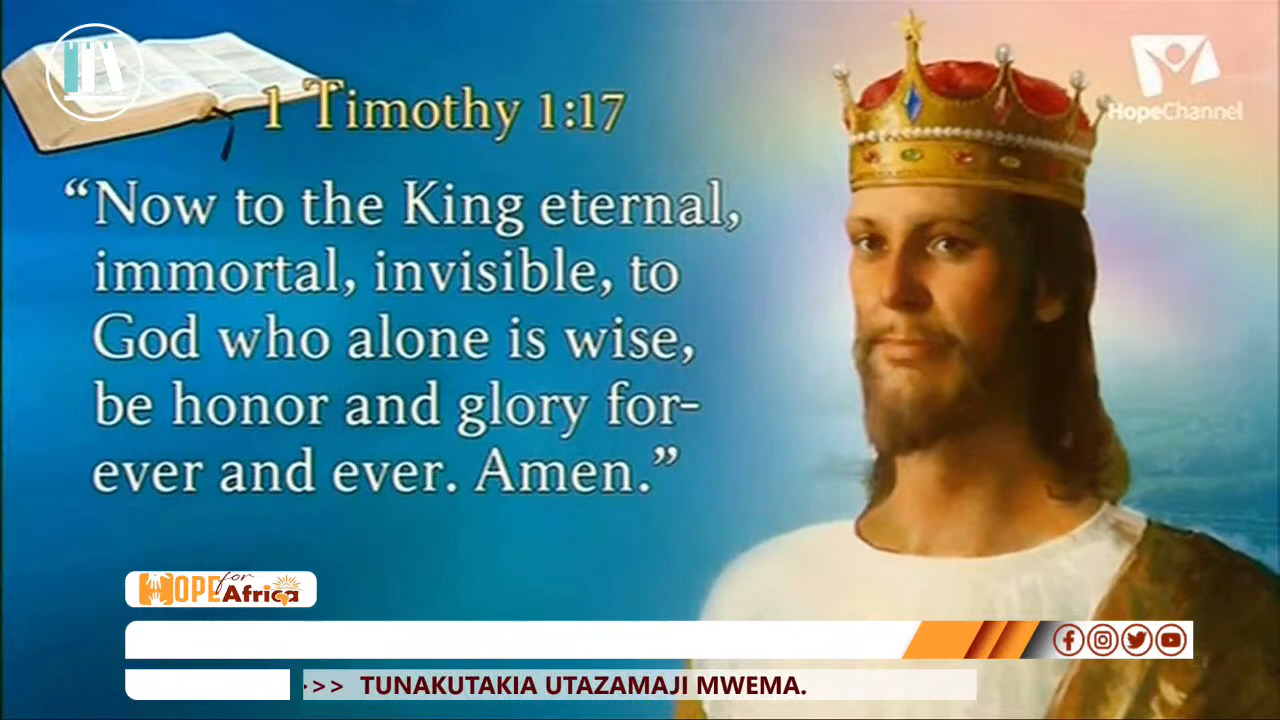 1 Timothy 1:17
HopeChannel
“Now to the King eternal,
immortal, invisible, to
God who alone is wise,
be honor and glory for-
ever and ever. Amen.”
HOPE for Africa
>>> TUNAKUTAKIA UTAZAMAJI MWEMA.